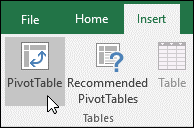 File Home Insert
PivotTable Recommended Table
PivotTables
Tables